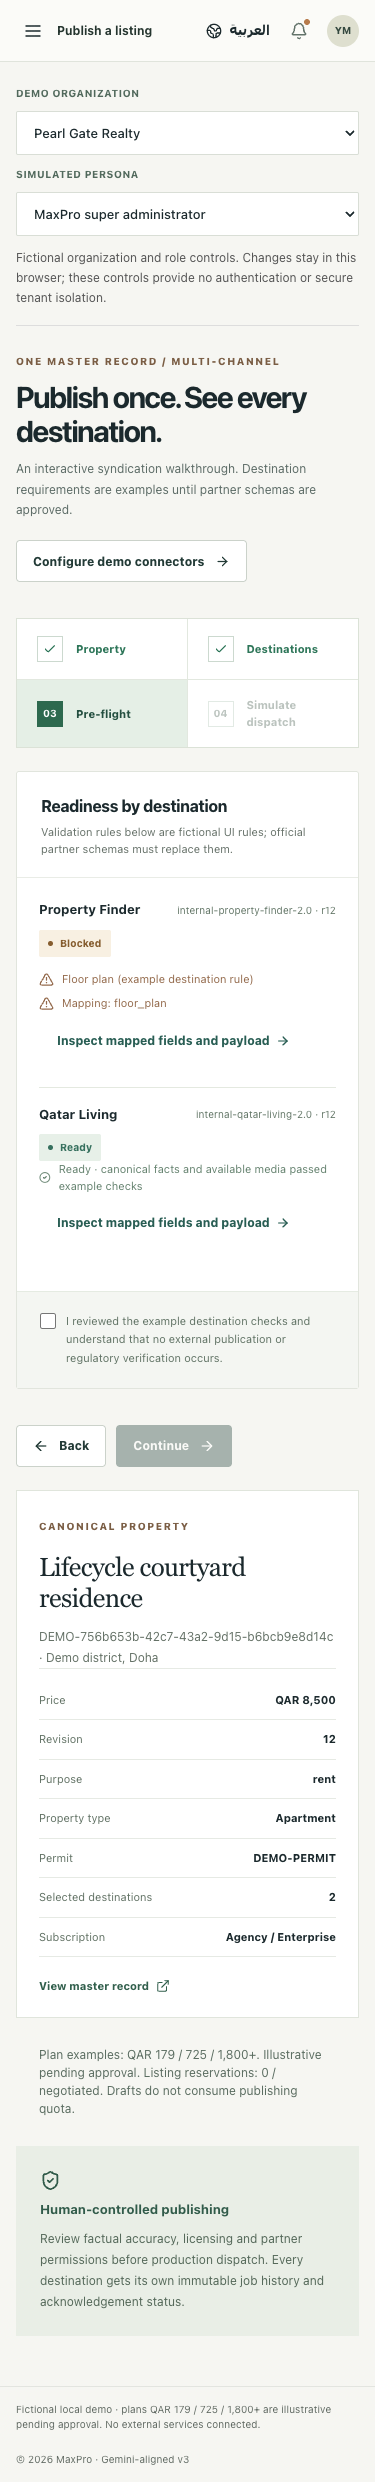 Publish a listing
العربية
YM
DEMO ORGANIZATION
Pearl Gate Realty
SIMULATED PERSONA
MaxPro super administrator
Fictional organization and role controls. Changes stay in this
browser; these controls provide no authentication or secure
tenant isolation.
ONE MASTER RECORD / MULTI-CHANNEL
Publish once. See every
destination.
An interactive syndication walkthrough. Destination
requirements are examples until partner schemas are
approved.
Configure demo connectors
Property
Destinations
03
Pre-flight
04
Simulate
dispatch
Readiness by destination
Validation rules below are fictional UI rules; official
partner schemas must replace them.
Property Finder
internal-property-finder-2.0 · r12
Blocked
Floor plan (example destination rule)
Mapping: floor_plan
Inspect mapped fields and payload
Qatar Living
internal-qatar-living-2.0 · r12
Ready
Ready · canonical facts and available media passed
example checks
Inspect mapped fields and payload
I reviewed the example destination checks and
understand that no external publication or
regulatory verification occurs.
Back
Continue
CANONICAL PROPERTY
Lifecycle courtyard
residence
DEMO-756b653b-42c7-43a2-9d15-b6bcb9e8d14c
· Demo district, Doha
Price
QAR 8,500
Revision
12
Purpose
rent
Property type
Apartment
Permit
DEMO-PERMIT
Selected destinations
2
Subscription
Agency / Enterprise
View master record
Plan examples: QAR 179 / 725 / 1,800+. Illustrative
pending approval. Listing reservations: 0 /
negotiated. Drafts do not consume publishing
quota.
Human-controlled publishing
Review factual accuracy, licensing and partner
permissions before production dispatch. Every
destination gets its own immutable job history and
acknowledgement status.
Fictional local demo · plans QAR 179 / 725 / 1,800+ are illustrative
pending approval. No external services connected.
© 2026 MaxPro · Gemini-aligned v3